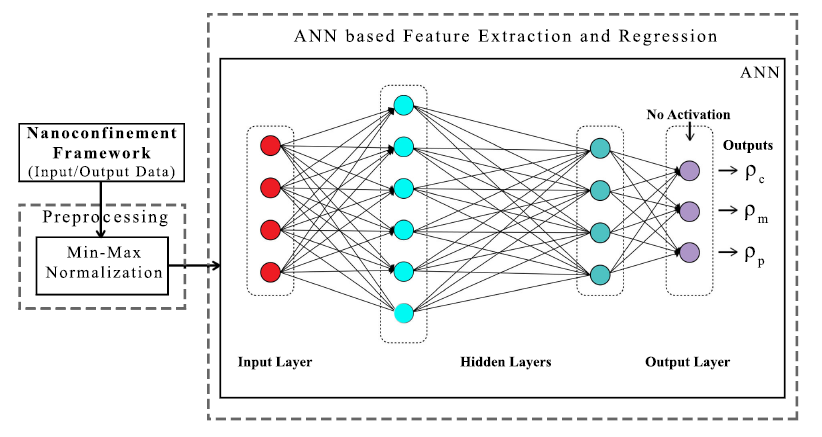 ANN based Feature Extraction and Regression
ANN
Nanoconfinement
Framework
(Input/Output Data)
Preprocessing
Min-Max
Normalization
No Activation
Outputs
ρc
ρm
ρp
Input Layer
Hidden Layers
Output Layer